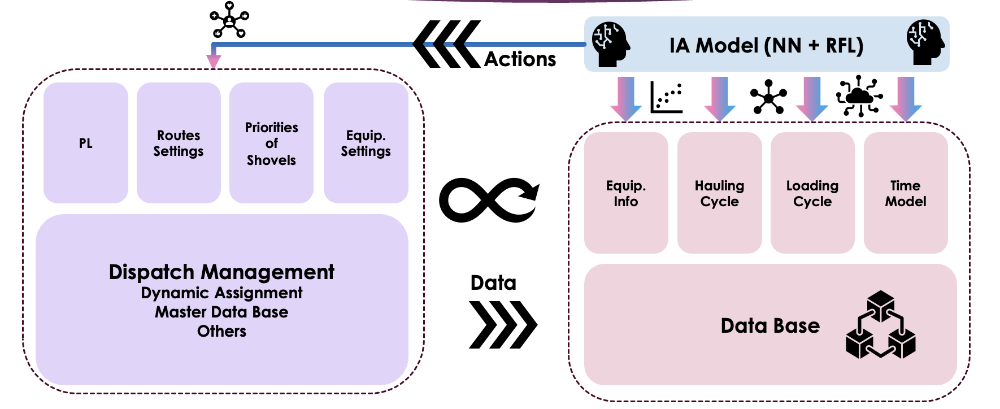 IA Model (NN + RFL)
Actions
PL
Routes
Settings
Priorities
of
Shovels
Equip.
Settings
Dispatch Management
Dynamic Assignment
Master Data Base
Others
Data
Equip.
Info
Hauling
Cycle
Loading
Cycle
Time
Model
Data Base